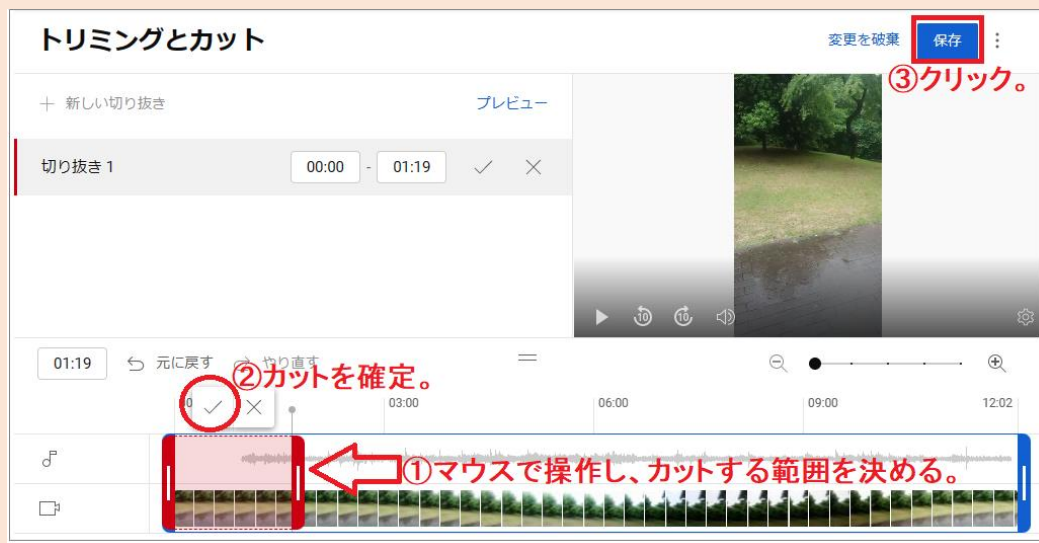 トリミングとカット
変更を破棄 保存
③クリック。
+ 新しい切り抜き プレビュー
切り抜き 1 00:00 - 01:19
10 10
01:19 元に戻す やり直す
②カットを確定。
03:00 06:00 09:00 12:02
①マウスで操作し、カットする範囲を決める。